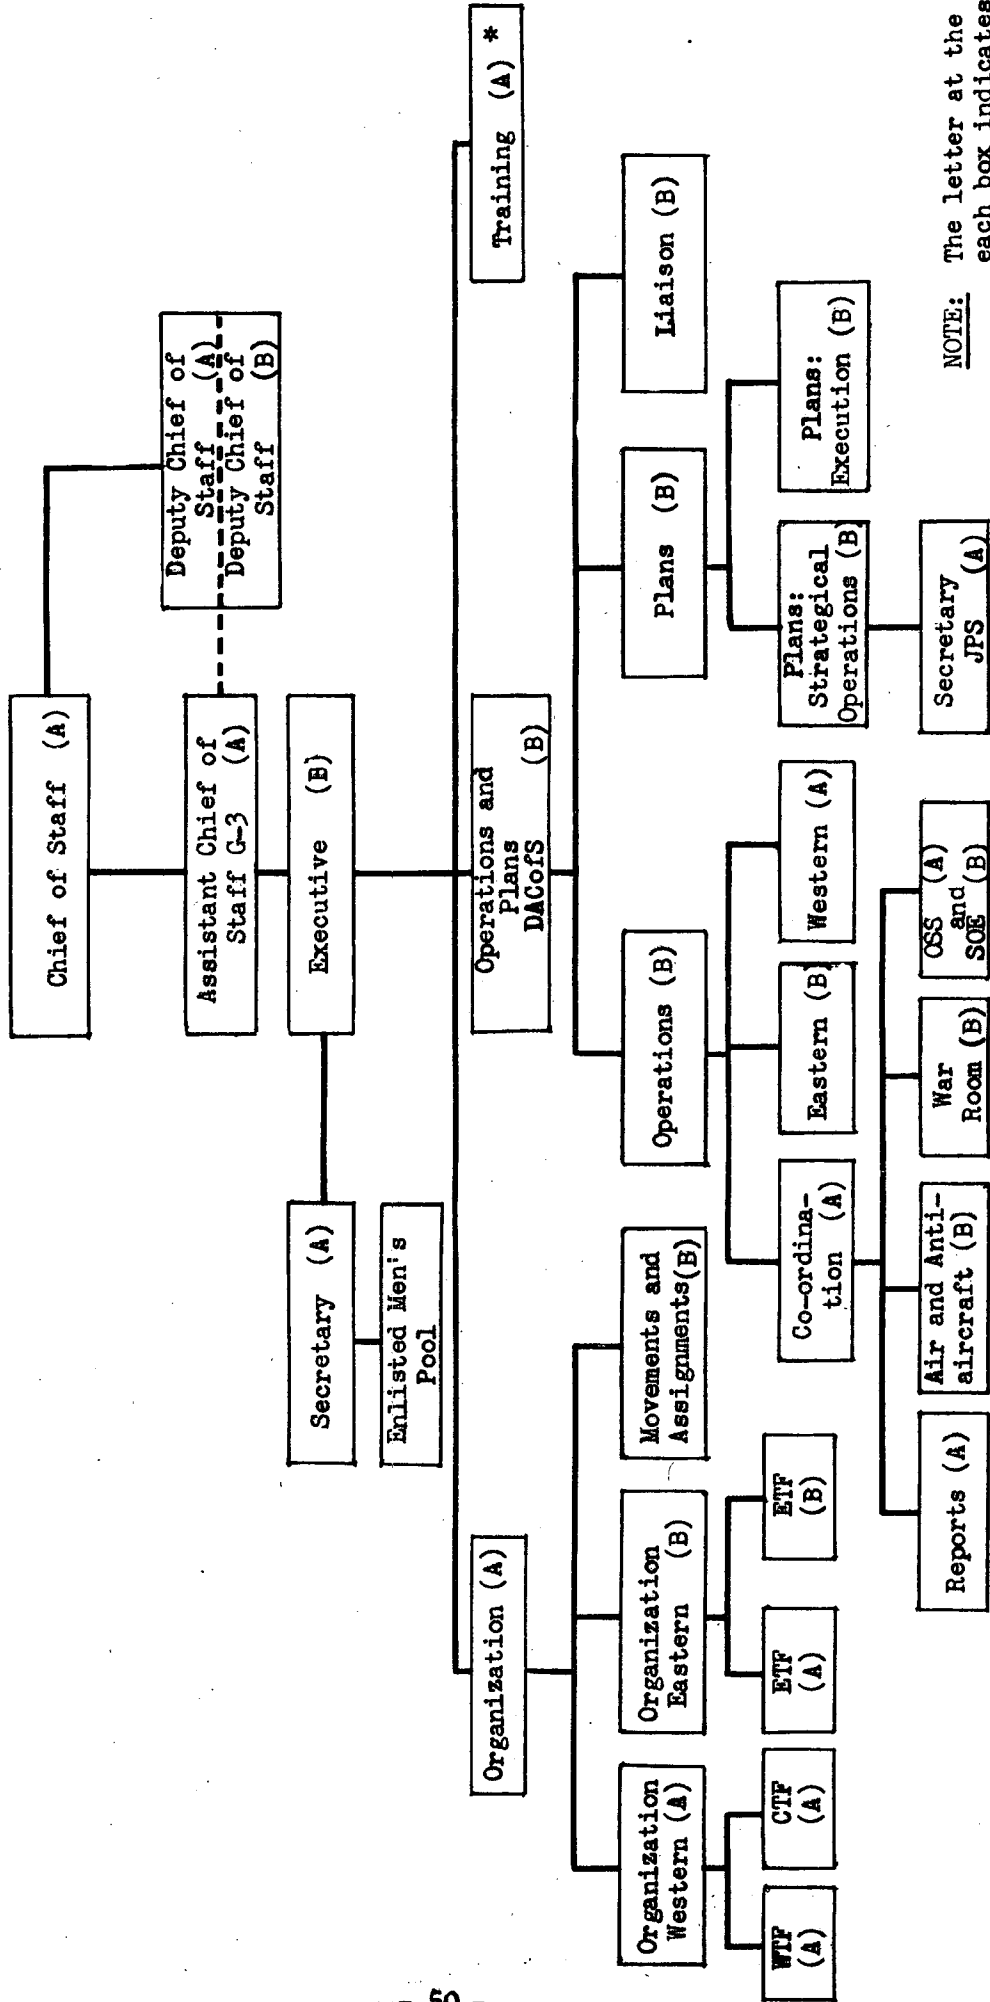 Chief of Staff (A)
Deputy Chief of
Staff (A)
Deputy Chief of
Staff (B)
Assistant Chief of
Staff G-3 (A)
Executive (B)
Secretary (A)
Enlisted Men's
Pool
Organization (A)
Operations and
Plans
DACofS (B)
Training (A) *
Organization
Western (A)
Organization
Eastern (B)
Movements and
Assignments(B)
Operations (B)
Plans (B)
Liaison (B)
WTF
(A)
CTF
(A)
ETF
(A)
ETF
(B)
Co-ordina-
tion (A)
Eastern (B)
Western (A)
Plans:
Strategical
Operations (B)
Plans:
Execution (B)
Reports (A)
Air and Anti-
aircraft (B)
War
Room (B)
OSS (A)
and
SOE (B)
Secretary
JPS (A)
NOTE: The letter at the
each box indicates